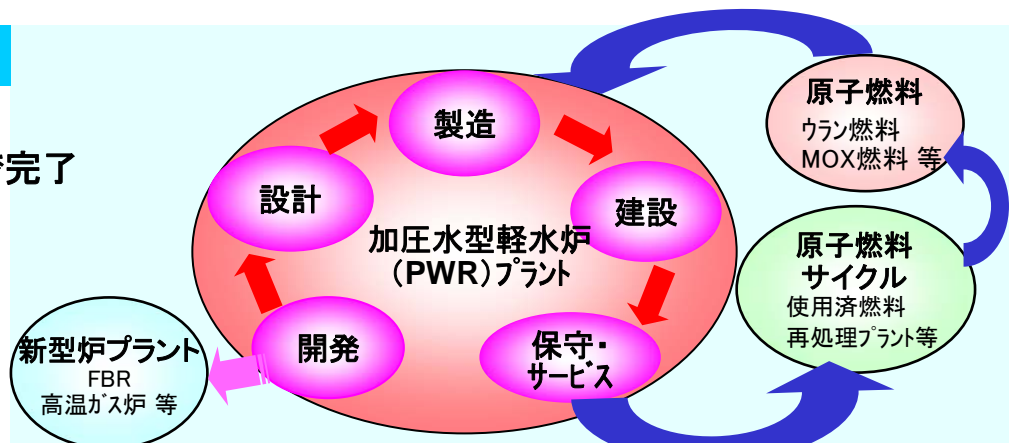 製造
原子燃料
ウラン燃料
MOX燃料 等
完了
設計
建設
加圧水型軽水炉
（PWR）プラント
原子燃料
サイクル
使用済燃料
再処理プラント等
開発
保守・
サービス
新型炉プラント
FBR
高温ガス炉 等